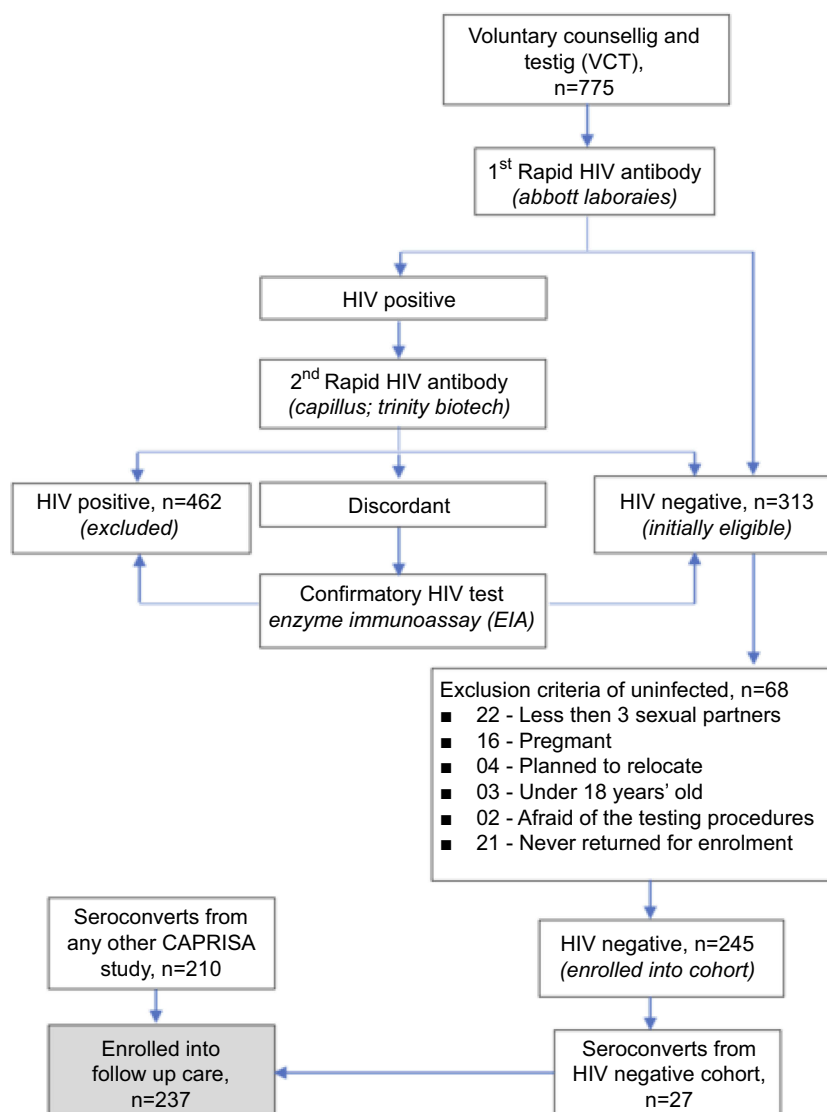 Voluntary counsellig and
testig (VCT),
n=775
1st Rapid HIV antibody
(abbott laboraies)
HIV positive
2nd Rapid HIV antibody
(capillus; trinity biotech)
HIV positive, n=462
(excluded)
Discordant
HIV negative, n=313
(initially eligible)
Confirmatory HIV test
enzyme immunoassay (EIA)
Exclusion criteria of uninfected, n=68
■ 22 - Less then 3 sexual partners
■ 16 - Pregmant
■ 04 - Planned to relocate
■ 03 - Under 18 years’ old
■ 02 - Afraid of the testing procedures
■ 21 - Never returned for enrolment
Seroconverts from
any other CAPRISA
study, n=210
HIV negative, n=245
(enrolled into cohort)
Enrolled into
follow up care,
n=237
Seroconverts from
HIV negative cohort,
n=27